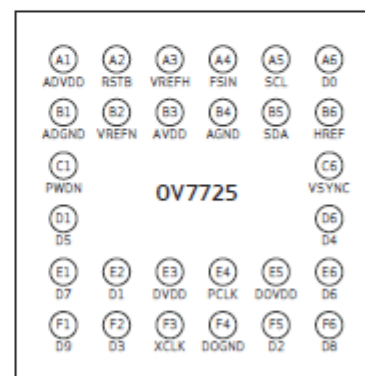 A1 A2 A3 A4 A5 A6
ADVDD RSTB VREFH FSIN SCL D0
B1 B2 B3 B4 B5 B6
ADGND VREFN AVDD AGND SDA HREF
C1 C6
PWDN VSYNC
OV7725
D1 D6
D5 D4
E1 E2 E3 E4 E5 E6
D7 D1 DVDD PCLK DOVDD D6
F1 F2 F3 F4 F5 F6
D9 D3 XCLK DOGND D2 D8